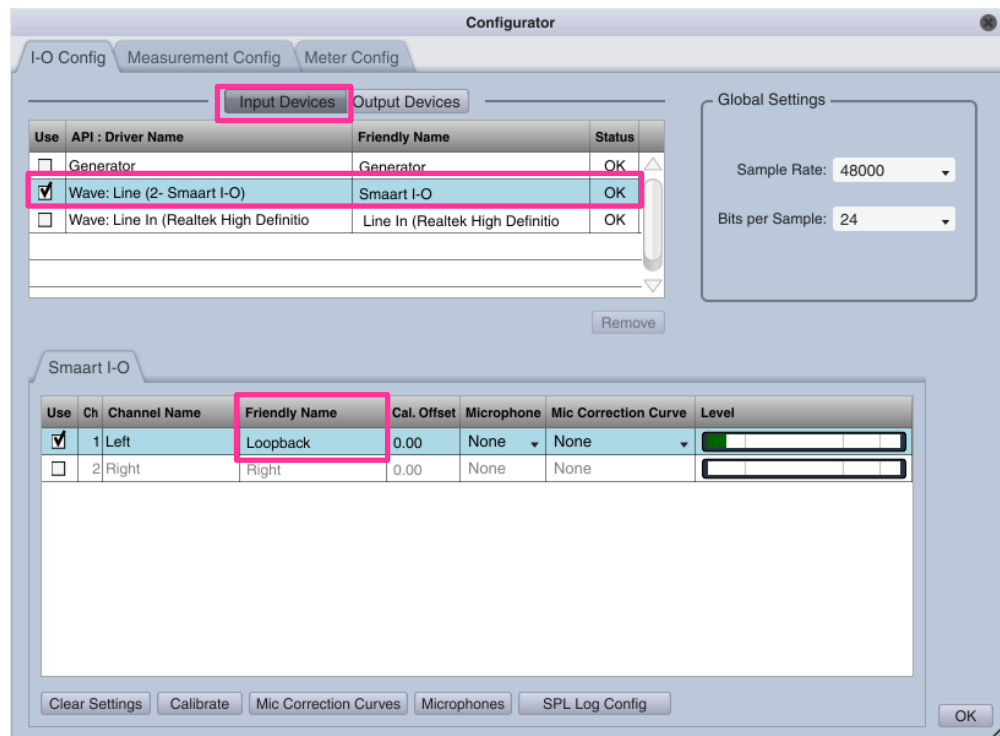 Configurator
I-O Config Measurement Config Meter Config
Input Devices Output Devices
Global Settings
Use API : Driver Name Friendly Name Status
Generator Generator OK
Wave: Line (2- Smaart I-O) Smaart I-O OK
Wave: Line In (Realtek High Definitio Line In (Realtek High Definitio OK
Sample Rate: 48000
Bits per Sample: 24
Remove
Smaart I-O
Use Ch Channel Name Friendly Name Cal. Offset Microphone Mic Correction Curve Level
1 Left Loopback 0.00 None None
2 Right Right 0.00 None None
Clear Settings Calibrate Mic Correction Curves Microphones SPL Log Config
OK